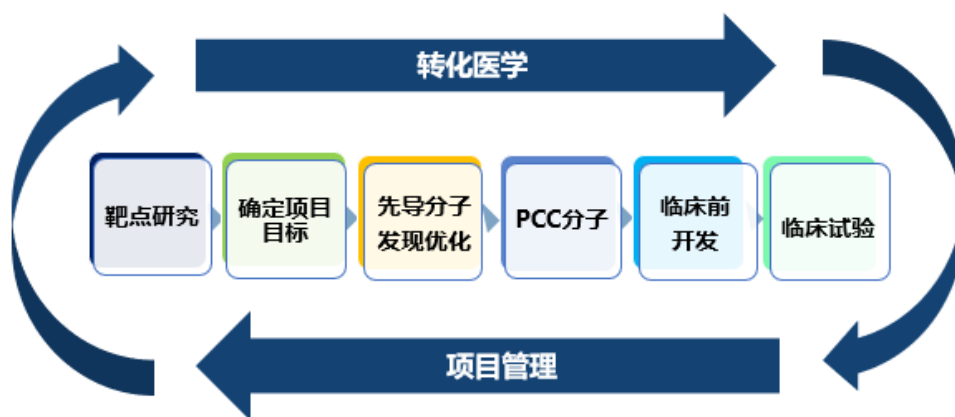 转化医学
靶点研究
确定项目
目标
先导分子
发现优化
PCC分子
临床前
开发
临床试验
项目管理